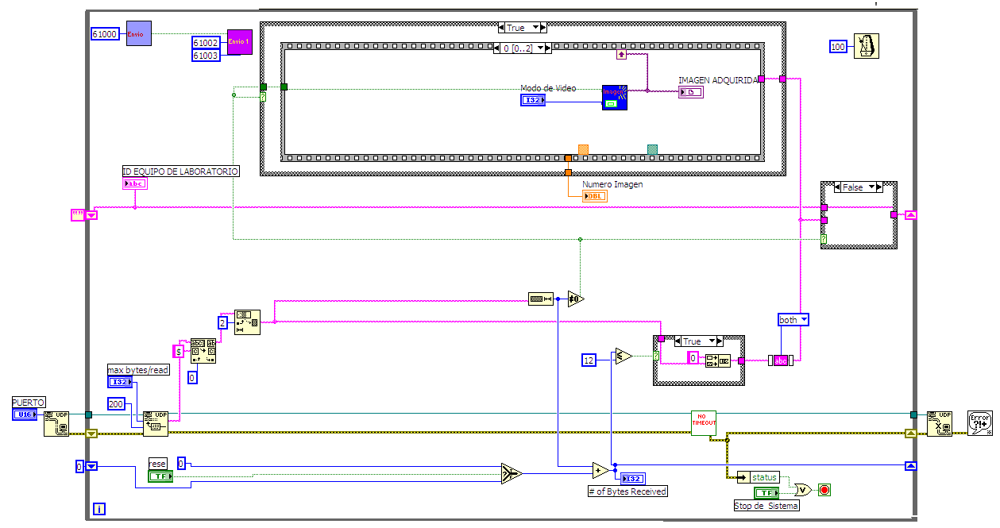 61000
Envio
61002
61003
Envio 1
True
0 [0..2]
Modo de Video
I32
Imagen
IMAGEN ADQUIRIDA
100
ID EQUIPO DE LABORATORIO
abc
Numero Imagen
DBL
False
?
?
2
≠0
both
$
0
12
≤
True
?
0
abc
max bytes/read
I32
200
PUERTO
U16
UDP
UDP
NO
TIMEOUT
UDP
Error
?!+
0
rese
TF
0
?
+
I32
# of Bytes Received
status
TF
V
Stop de Sistema
i